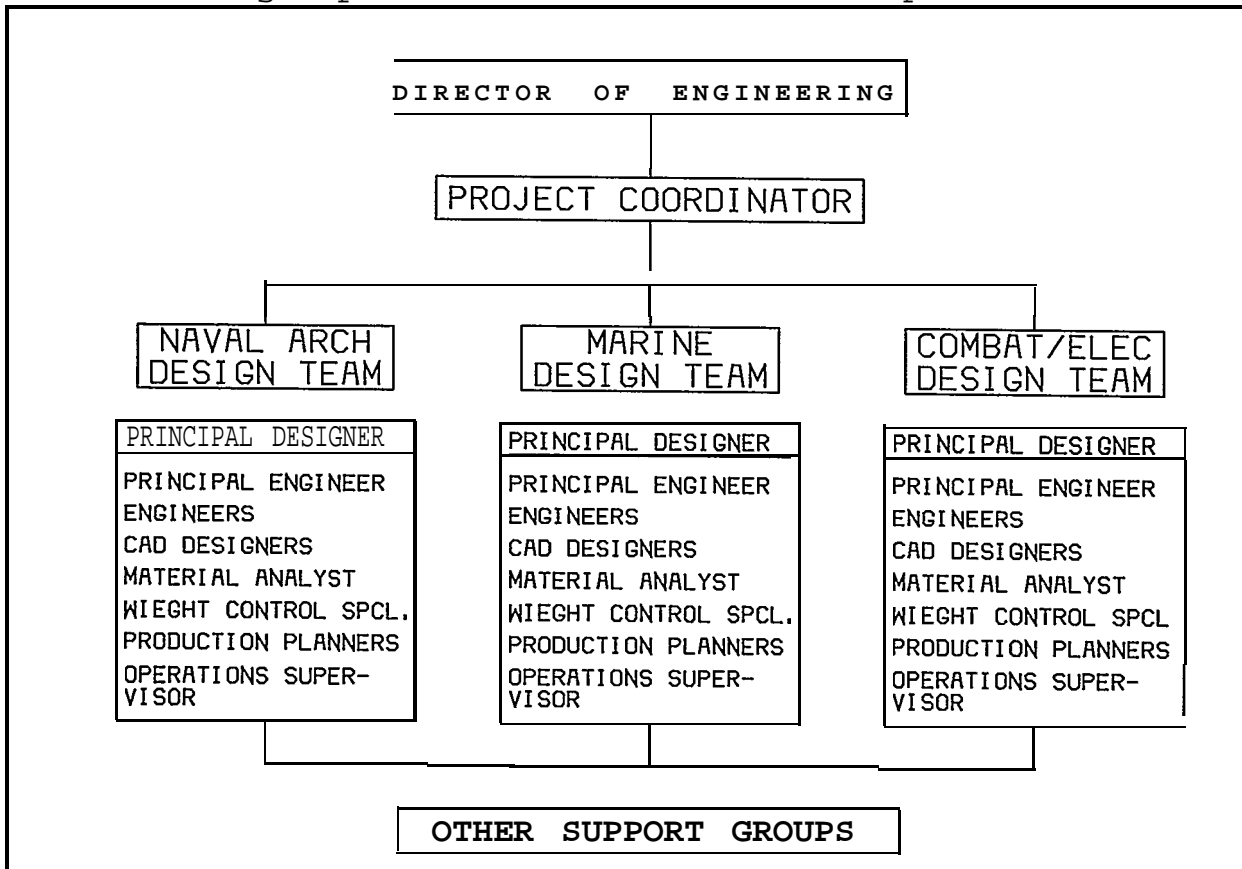 DIRECTOR OF ENGINEERING
PROJECT COORDINATOR
NAVAL ARCH
DESIGN TEAM
MARINE
DESIGN TEAM
COMBAT/ELEC
DESIGN TEAM
PRINCIPAL DESIGNER
PRINCIPAL ENGINEER
ENGINEERS
CAD DESIGNERS
MATERIAL ANALYST
WIEGHT CONTROL SPCL.
PRODUCTION PLANNERS
OPERATIONS SUPER-
VISOR
PRINCIPAL DESIGNER
PRINCIPAL ENGINEER
ENGINEERS
CAD DESIGNERS
MATERIAL ANALYST
WIEGHT CONTROL SPCL.
PRODUCTION PLANNERS
OPERATIONS SUPER-
VISOR
PRINCIPAL DESIGNER
PRINCIPAL ENGINEER
ENGINEERS
CAD DESIGNERS
MATERIAL ANALYST
WIEGHT CONTROL SPCL
PRODUCTION PLANNERS
OPERATIONS SUPER-
VISOR
OTHER SUPPORT GROUPS